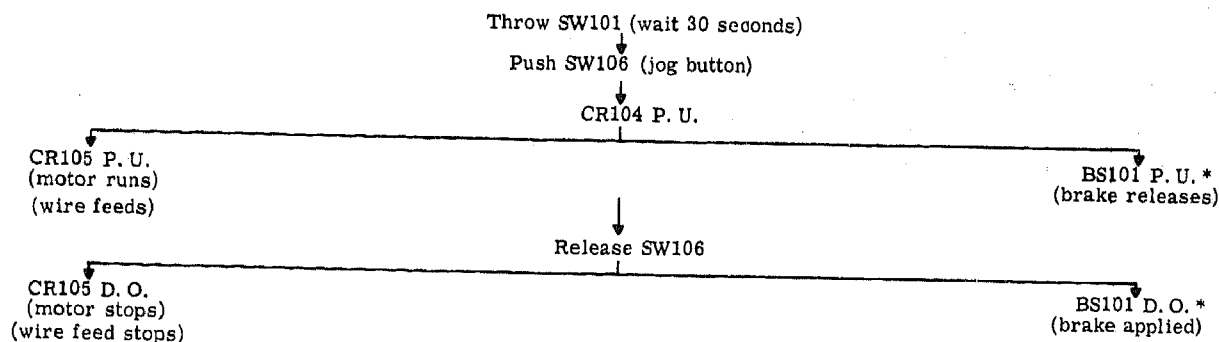 Throw SW101 (wait 30 seconds)
Push SW106 (jog button)
CR104 P. U.
CR105 P. U.
(motor runs)
(wire feeds)
BS101 P. U. *
(brake releases)
Release SW106
CR105 D. O.
(motor stops)
(wire feed stops)
BS101 D. O. *
(brake applied)